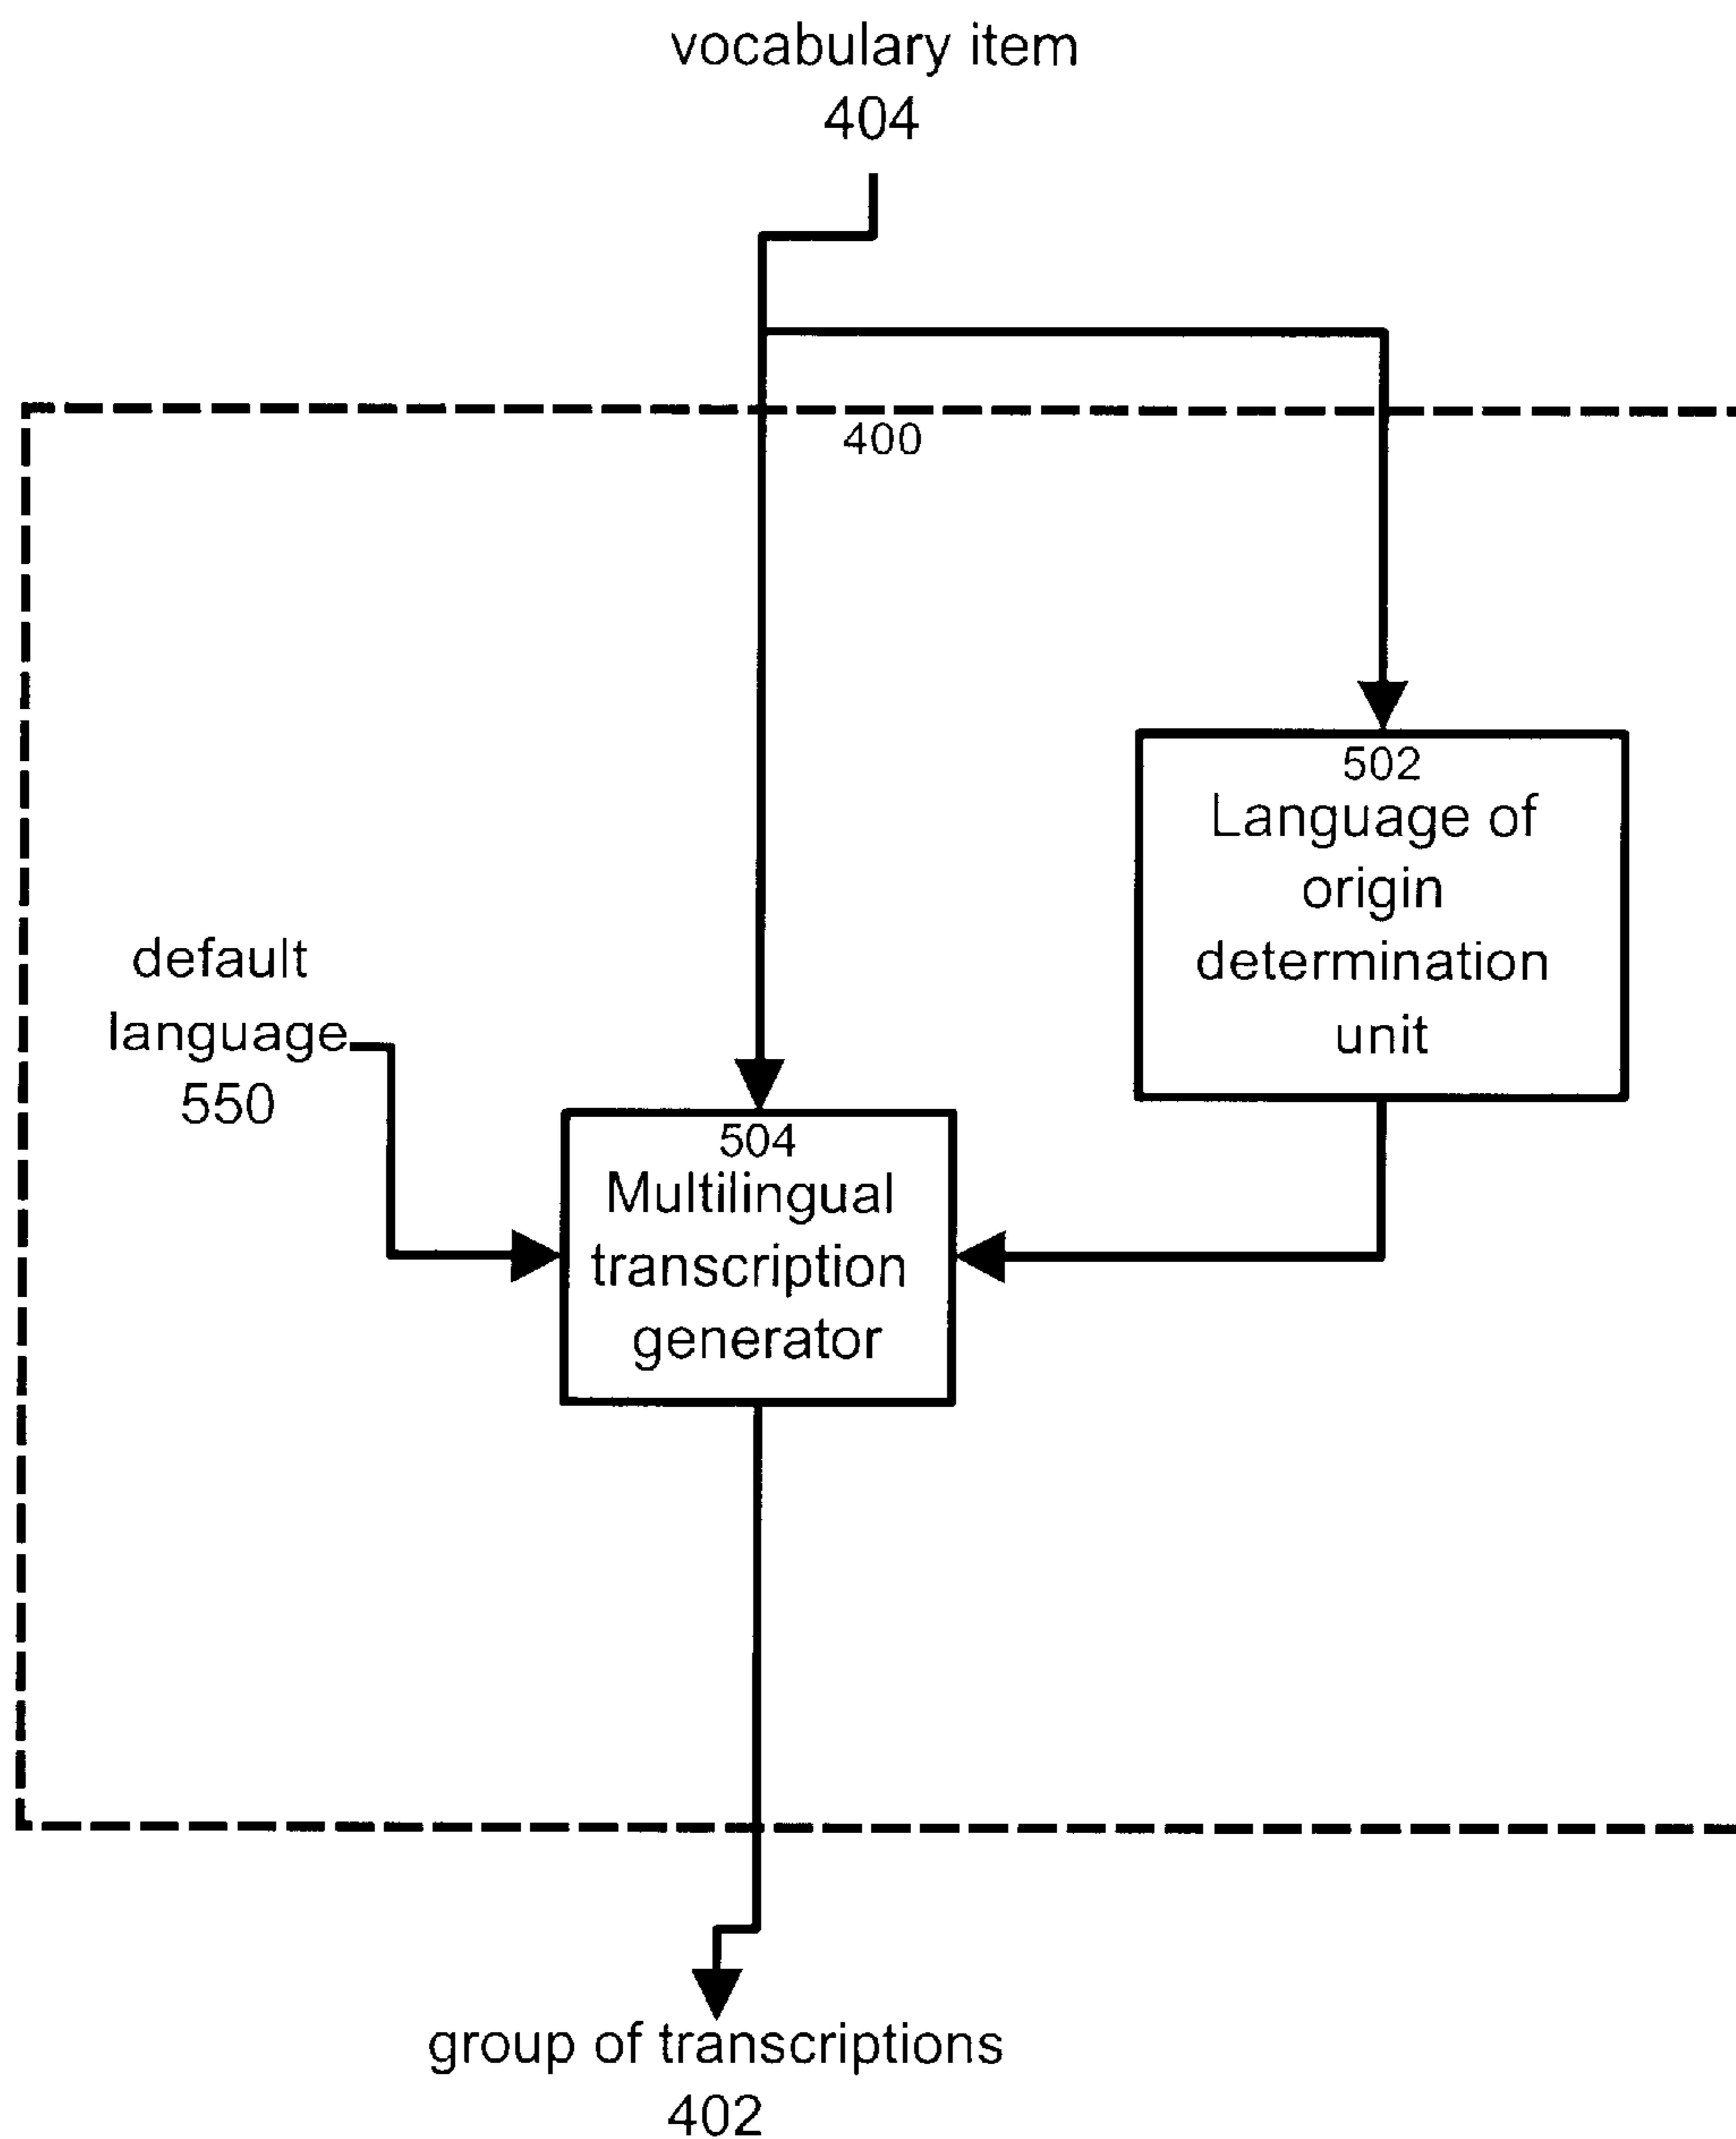 vocabulary item
404
400
502
Language of
origin
determination
unit
default
language
550
504
Multilingual
transcription
generator
group of transcriptions
402